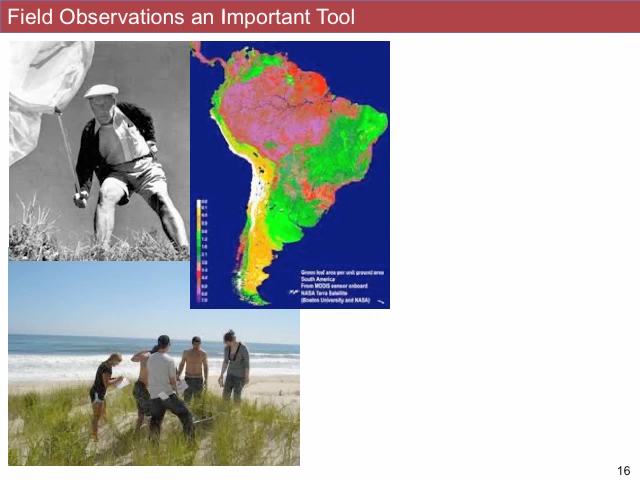 Field Observations an Important Tool
Green leaf area per unit ground area
South America
From MODIS sensor onboard
NASA Terra Satellite
(Boston University and NASA)
16